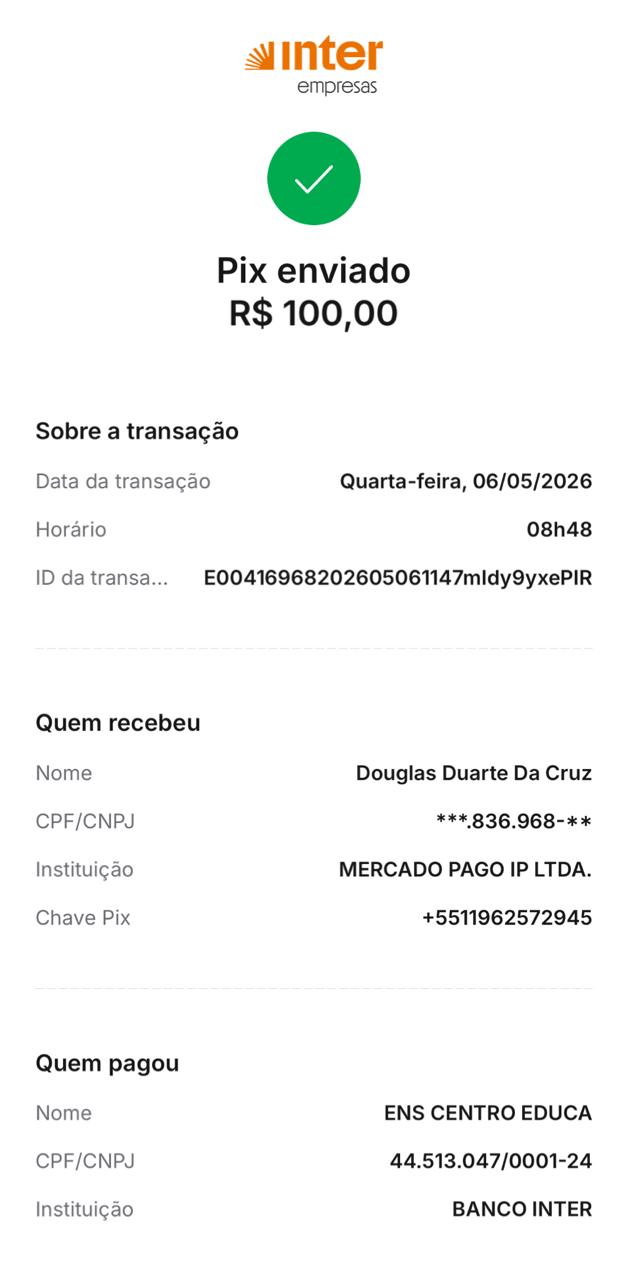 inter
empresas
Pix enviado
R$ 100,00
Sobre a transação
Data da transação Quarta-feira, 06/05/2026
Horário 08h48
ID da transa... E00416968202605061147mIdy9yxePIR
Quem recebeu
Nome Douglas Duarte Da Cruz
CPF/CNPJ ***.836.968-**
Instituição MERCADO PAGO IP LTDA.
Chave Pix +5511962572945
Quem pagou
Nome ENS CENTRO EDUCA
CPF/CNPJ 44.513.047/0001-24
Instituição BANCO INTER